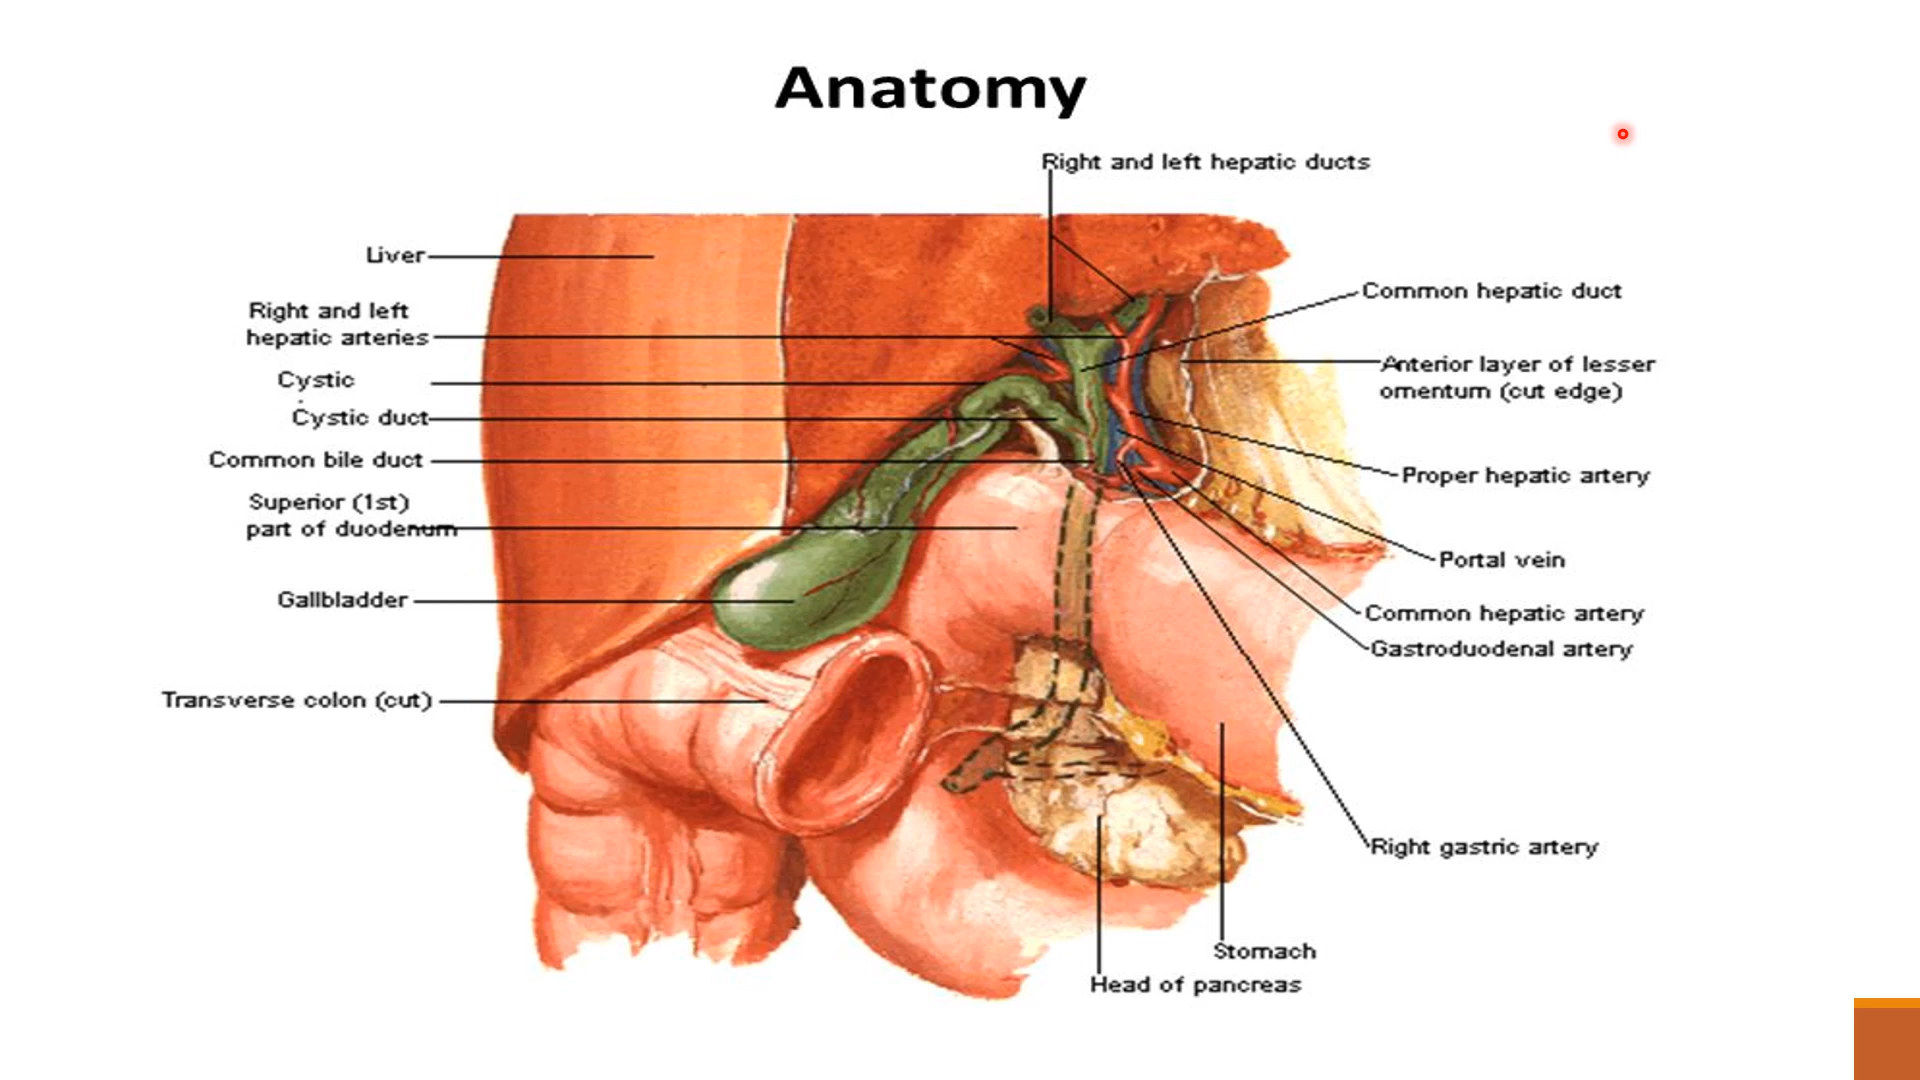 Anatomy
Right and left hepatic ducts
Liver
Right and left
hepatic arteries
Cystic
Cystic duct
Common bile duct
Superior (1st)
part of duodenum
Gallbladder
Transverse colon (cut)
Common hepatic duct
Anterior layer of lesser
omentum (cut edge)
Proper hepatic artery
Portal vein
Common hepatic artery
Gastroduodenal artery
Right gastric artery
Stomach
Head of pancreas